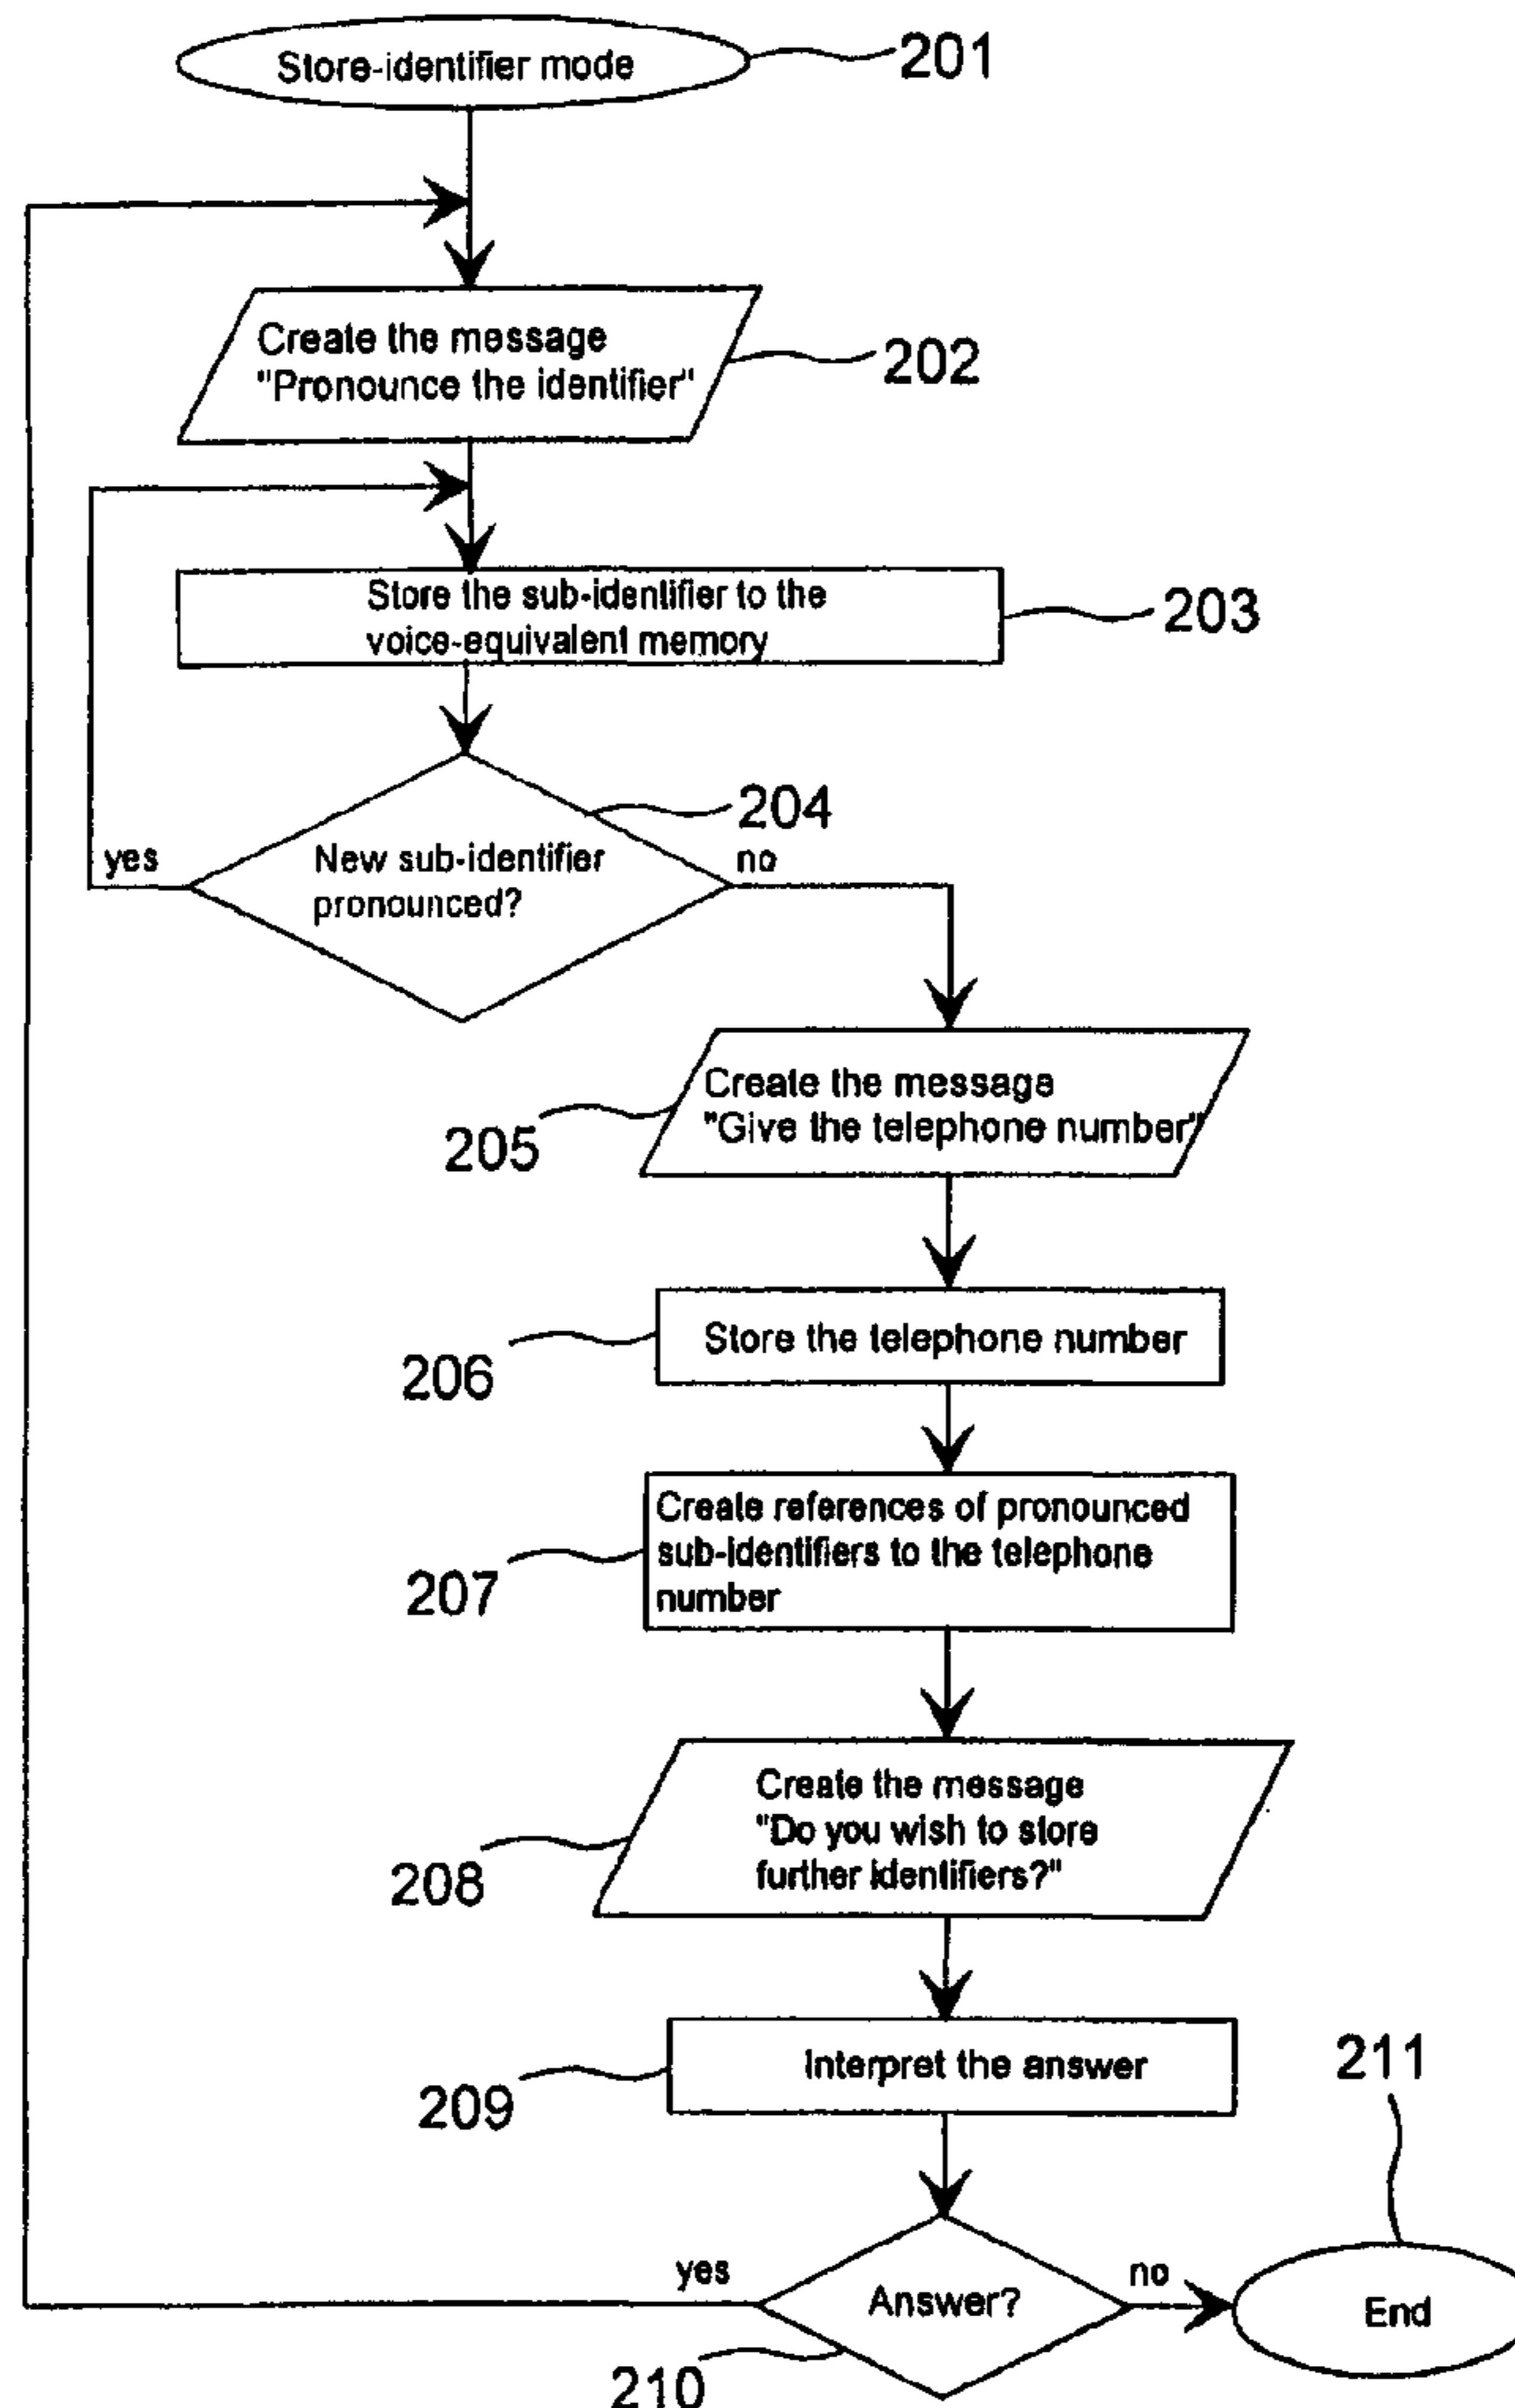 Store-identifier mode
201
Create the message
"Pronounce the identifier"
202
Store the sub-identifier to the
voice-equivalent memory
203
204
yes
New sub-identifier
pronounced?
no
Create the message
"Give the telephone number"
205
Store the telephone number
206
Create references of pronounced
sub-identifiers to the telephone
number
207
Create the message
"Do you wish to store
further identifiers?"
208
Interpret the answer
209
211
yes
Answer?
no
End
210